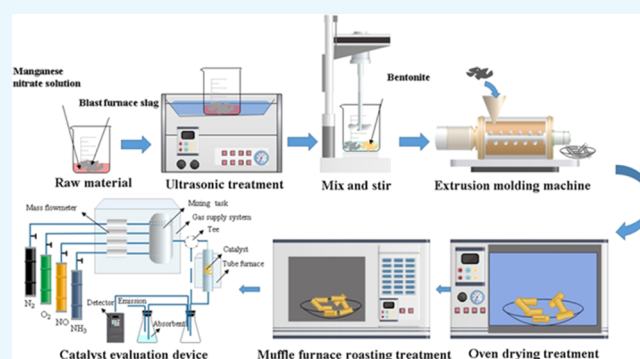 Manganese
nitrate solution
Blast furnace slag
Bentonite
Raw material
Ultrasonic treatment
Mix and stir
Extrusion molding machine
Mass flowmeter
Mixing task
Gas supply system
Tee
Catalyst
Tube furnace
N2
O2
NO
NH3
Detector
Emission
Absorbent
Catalyst evaluation device
Muffle furnace roasting treatment
Oven drying treatment